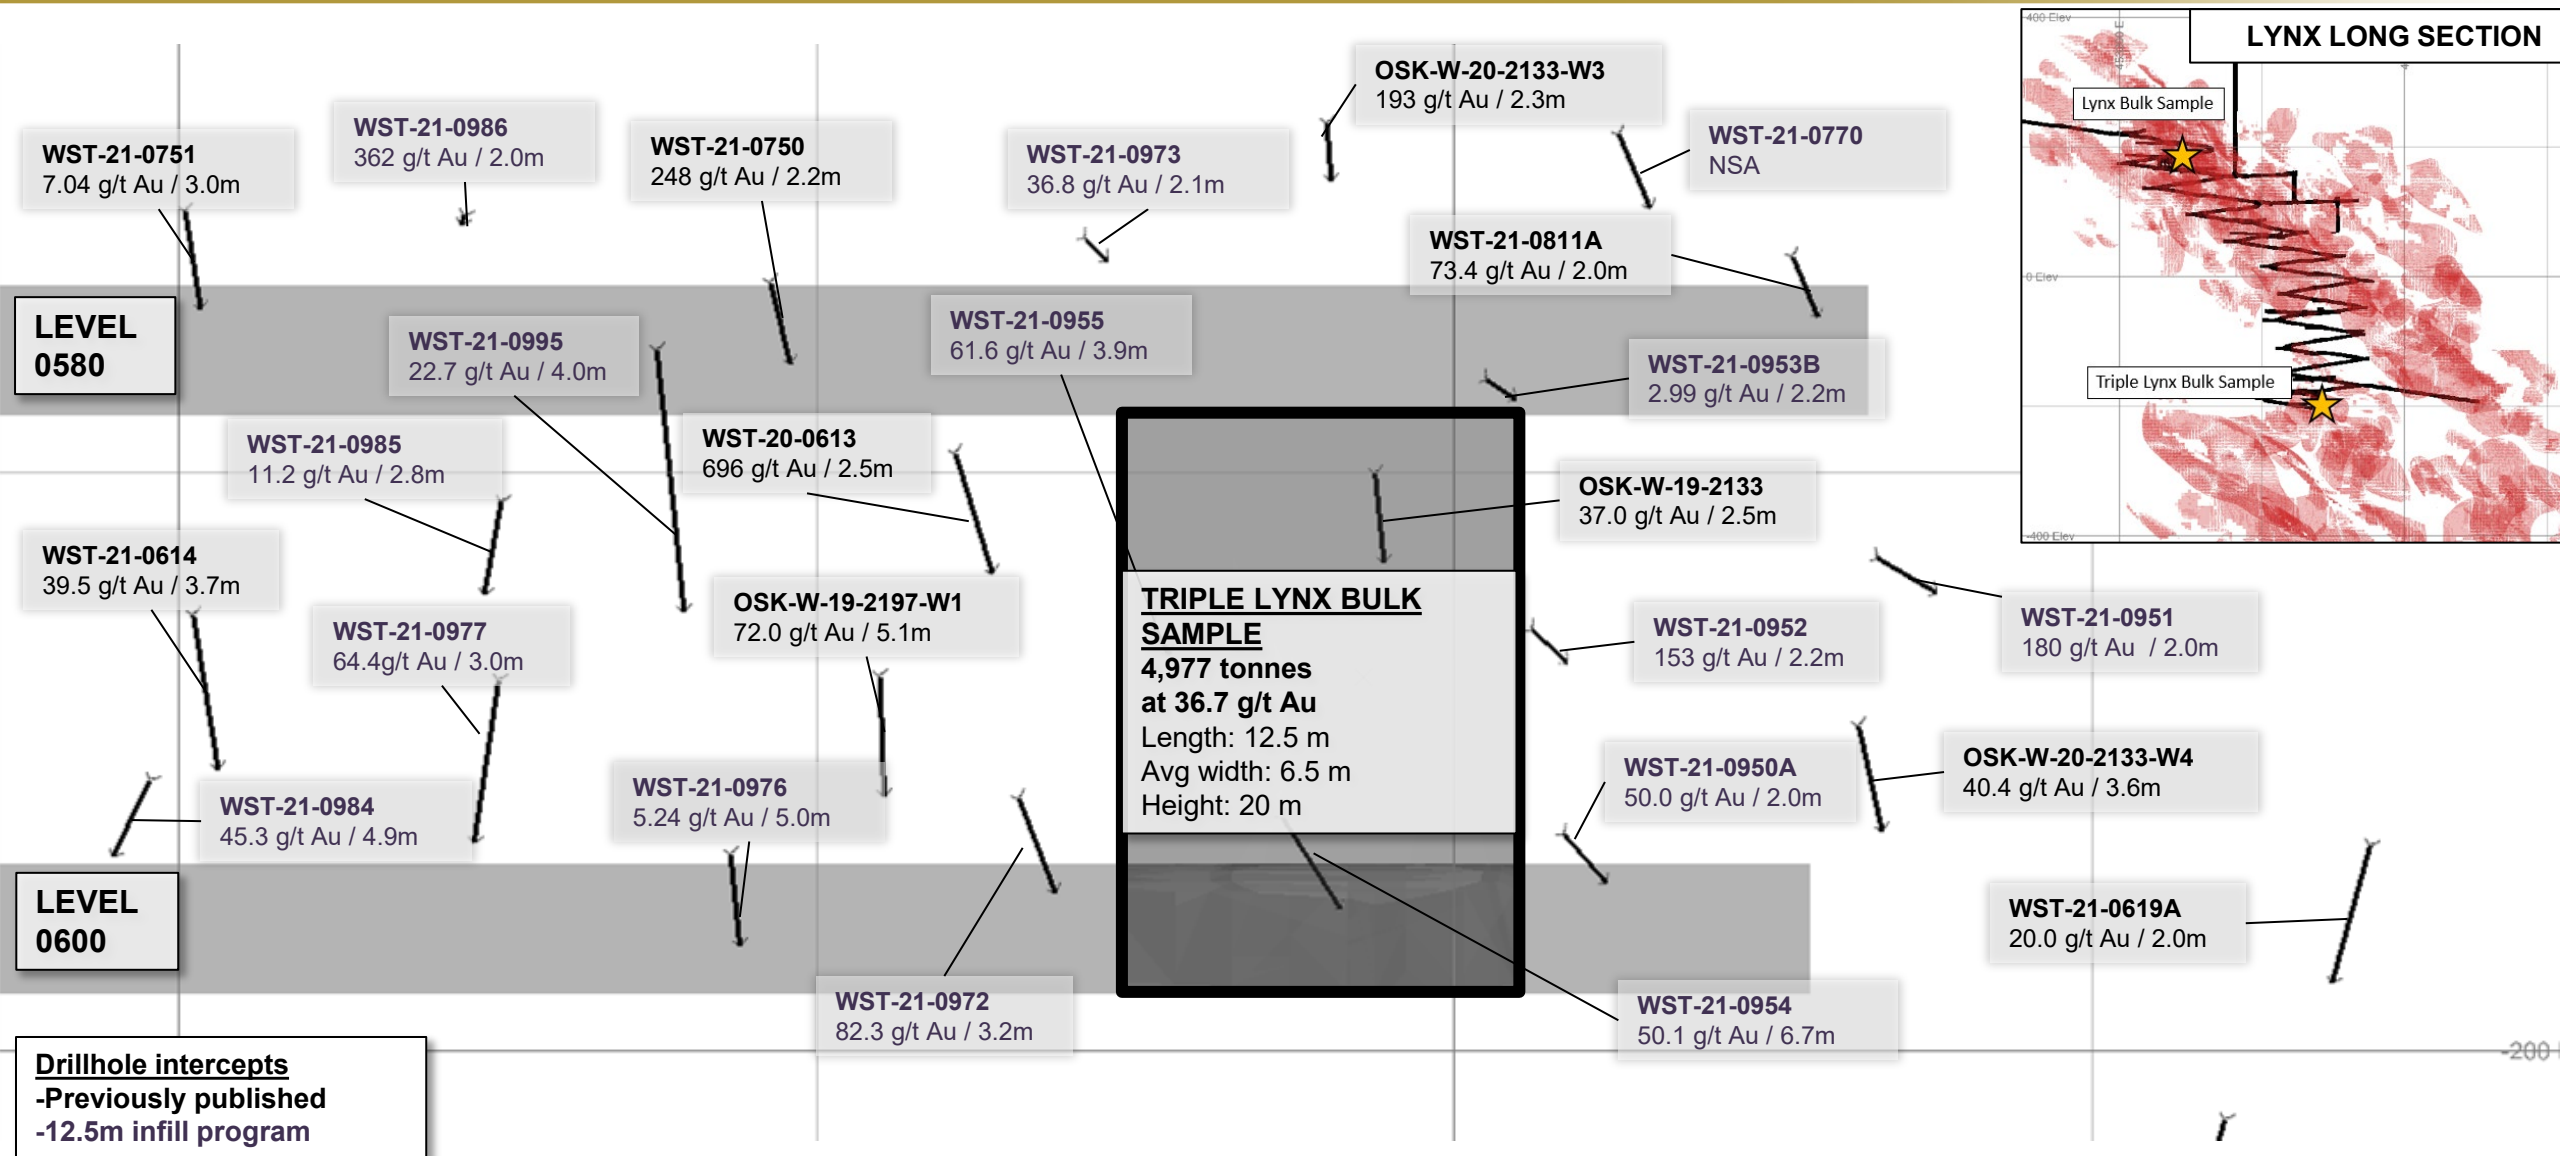 LYNX LONG SECTION
400 Elev
Lynx Bulk Sample
0 Elev
Triple Lynx Bulk Sample
-400 Elev
OSK-W-20-2133-W3
193 g/t Au / 2.3m
WST-21-0986
362 g/t Au / 2.0m
WST-21-0751
7.04 g/t Au / 3.0m
WST-21-0750
248 g/t Au / 2.2m
WST-21-0973
36.8 g/t Au / 2.1m
WST-21-0770
NSA
WST-21-0811A
73.4 g/t Au / 2.0m
LEVEL
0580
WST-21-0995
22.7 g/t Au / 4.0m
WST-21-0955
61.6 g/t Au / 3.9m
WST-21-0953B
2.99 g/t Au / 2.2m
WST-21-0985
11.2 g/t Au / 2.8m
WST-20-0613
696 g/t Au / 2.5m
OSK-W-19-2133
37.0 g/t Au / 2.5m
WST-21-0614
39.5 g/t Au / 3.7m
WST-21-0977
64.4g/t Au / 3.0m
OSK-W-19-2197-W1
72.0 g/t Au / 5.1m
TRIPLE LYNX BULK
SAMPLE
4,977 tonnes
at 36.7 g/t Au
Length: 12.5 m
Avg width: 6.5 m
Height: 20 m
WST-21-0952
153 g/t Au / 2.2m
WST-21-0951
180 g/t Au / 2.0m
WST-21-0984
45.3 g/t Au / 4.9m
WST-21-0976
5.24 g/t Au / 5.0m
WST-21-0950A
50.0 g/t Au / 2.0m
OSK-W-20-2133-W4
40.4 g/t Au / 3.6m
LEVEL
0600
WST-21-0619A
20.0 g/t Au / 2.0m
WST-21-0972
82.3 g/t Au / 3.2m
WST-21-0954
50.1 g/t Au / 6.7m
-200
Drillhole intercepts
-Previously published
-12.5m infill program